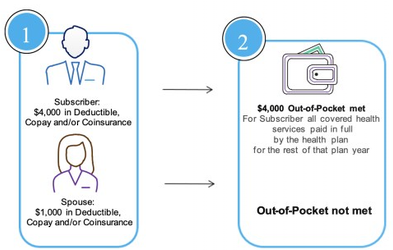 1
Subscriber:
$4,000 in Deductible,
Copay and/or Coinsurance
Spouse:
$1,000 in Deductible,
Copay and/or Coinsurance
2
$4,000 Out-of-Pocket met
For Subscriber all covered health
services paid in full
by the health plan
for the rest of that plan year
Out-of-Pocket not met